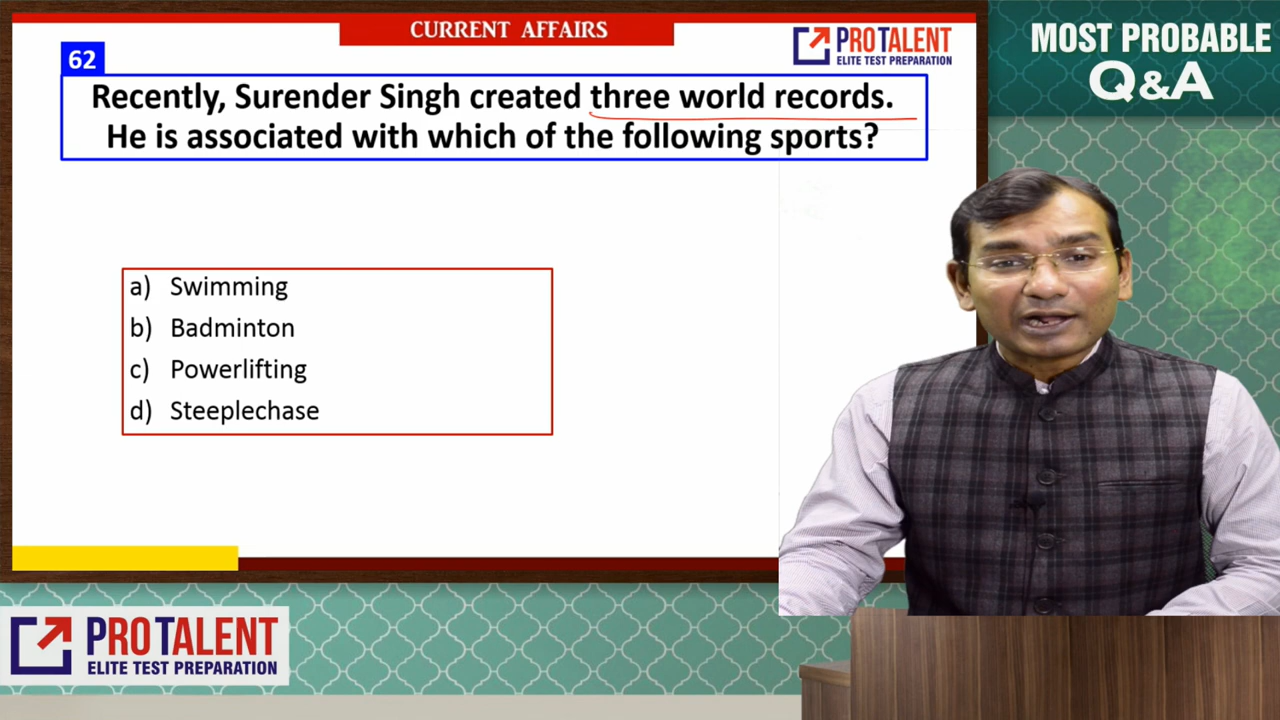 CURRENT AFFAIRS
PROTALENT
ELITE TEST PREPARATION
MOST PROBABLE
Q&A
62
Recently, Surender Singh created three world records.
He is associated with which of the following sports?
a) Swimming
b) Badminton
c) Powerlifting
d) Steeplechase
PROTALENT
ELITE TEST PREPARATION